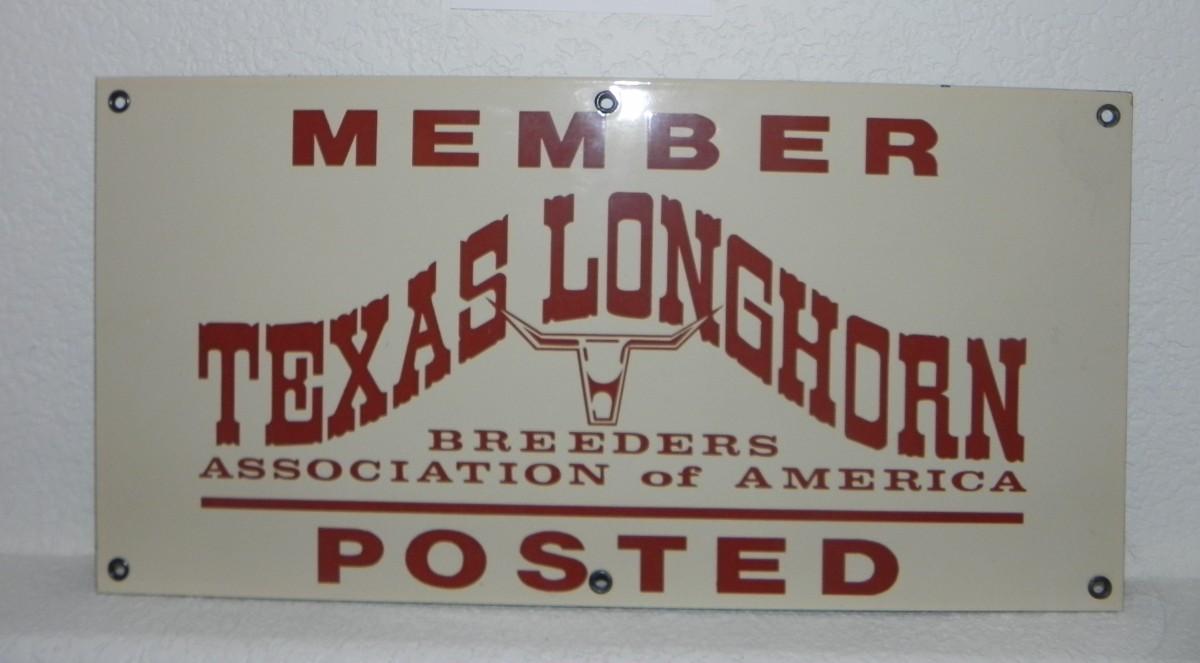 MEMBER
TEXAS LONGHORN
BREEDERS
ASSOCIATION of AMERICA
POSTED